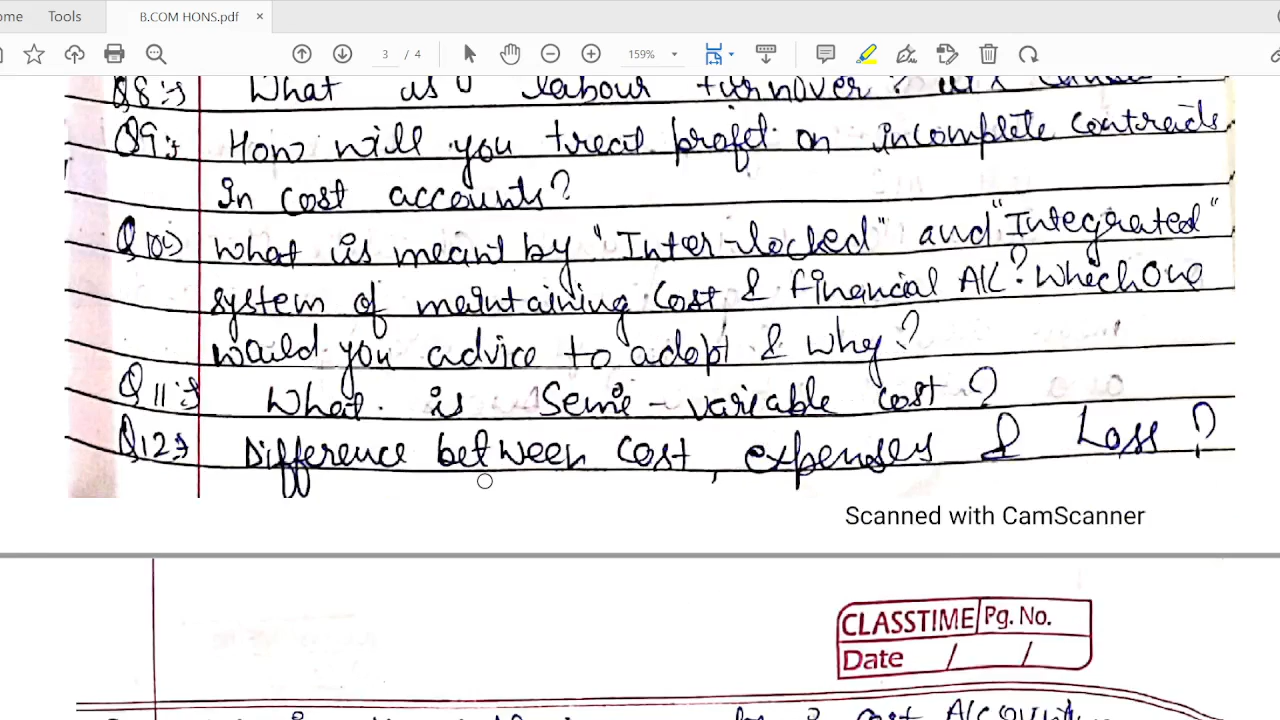 ome Tools B.COM HONS.pdf ×
3 / 4 159%
Q8:→ What is labour turnover?
Q9:→ How will you treat profit on incomplete contracts
In cost accounts?
Q10:→ What is meant by "Inter-locked" and "Integrated"
system of maintaining Cost & Financial A/C? Which one
would you advice to adopt & why?
Q11:→ What is Semi-variable cost?
Q12:→ Difference between Cost, expenses & Loss?
Scanned with CamScanner
CLASSTIME Pg. No.
Date / /
cost